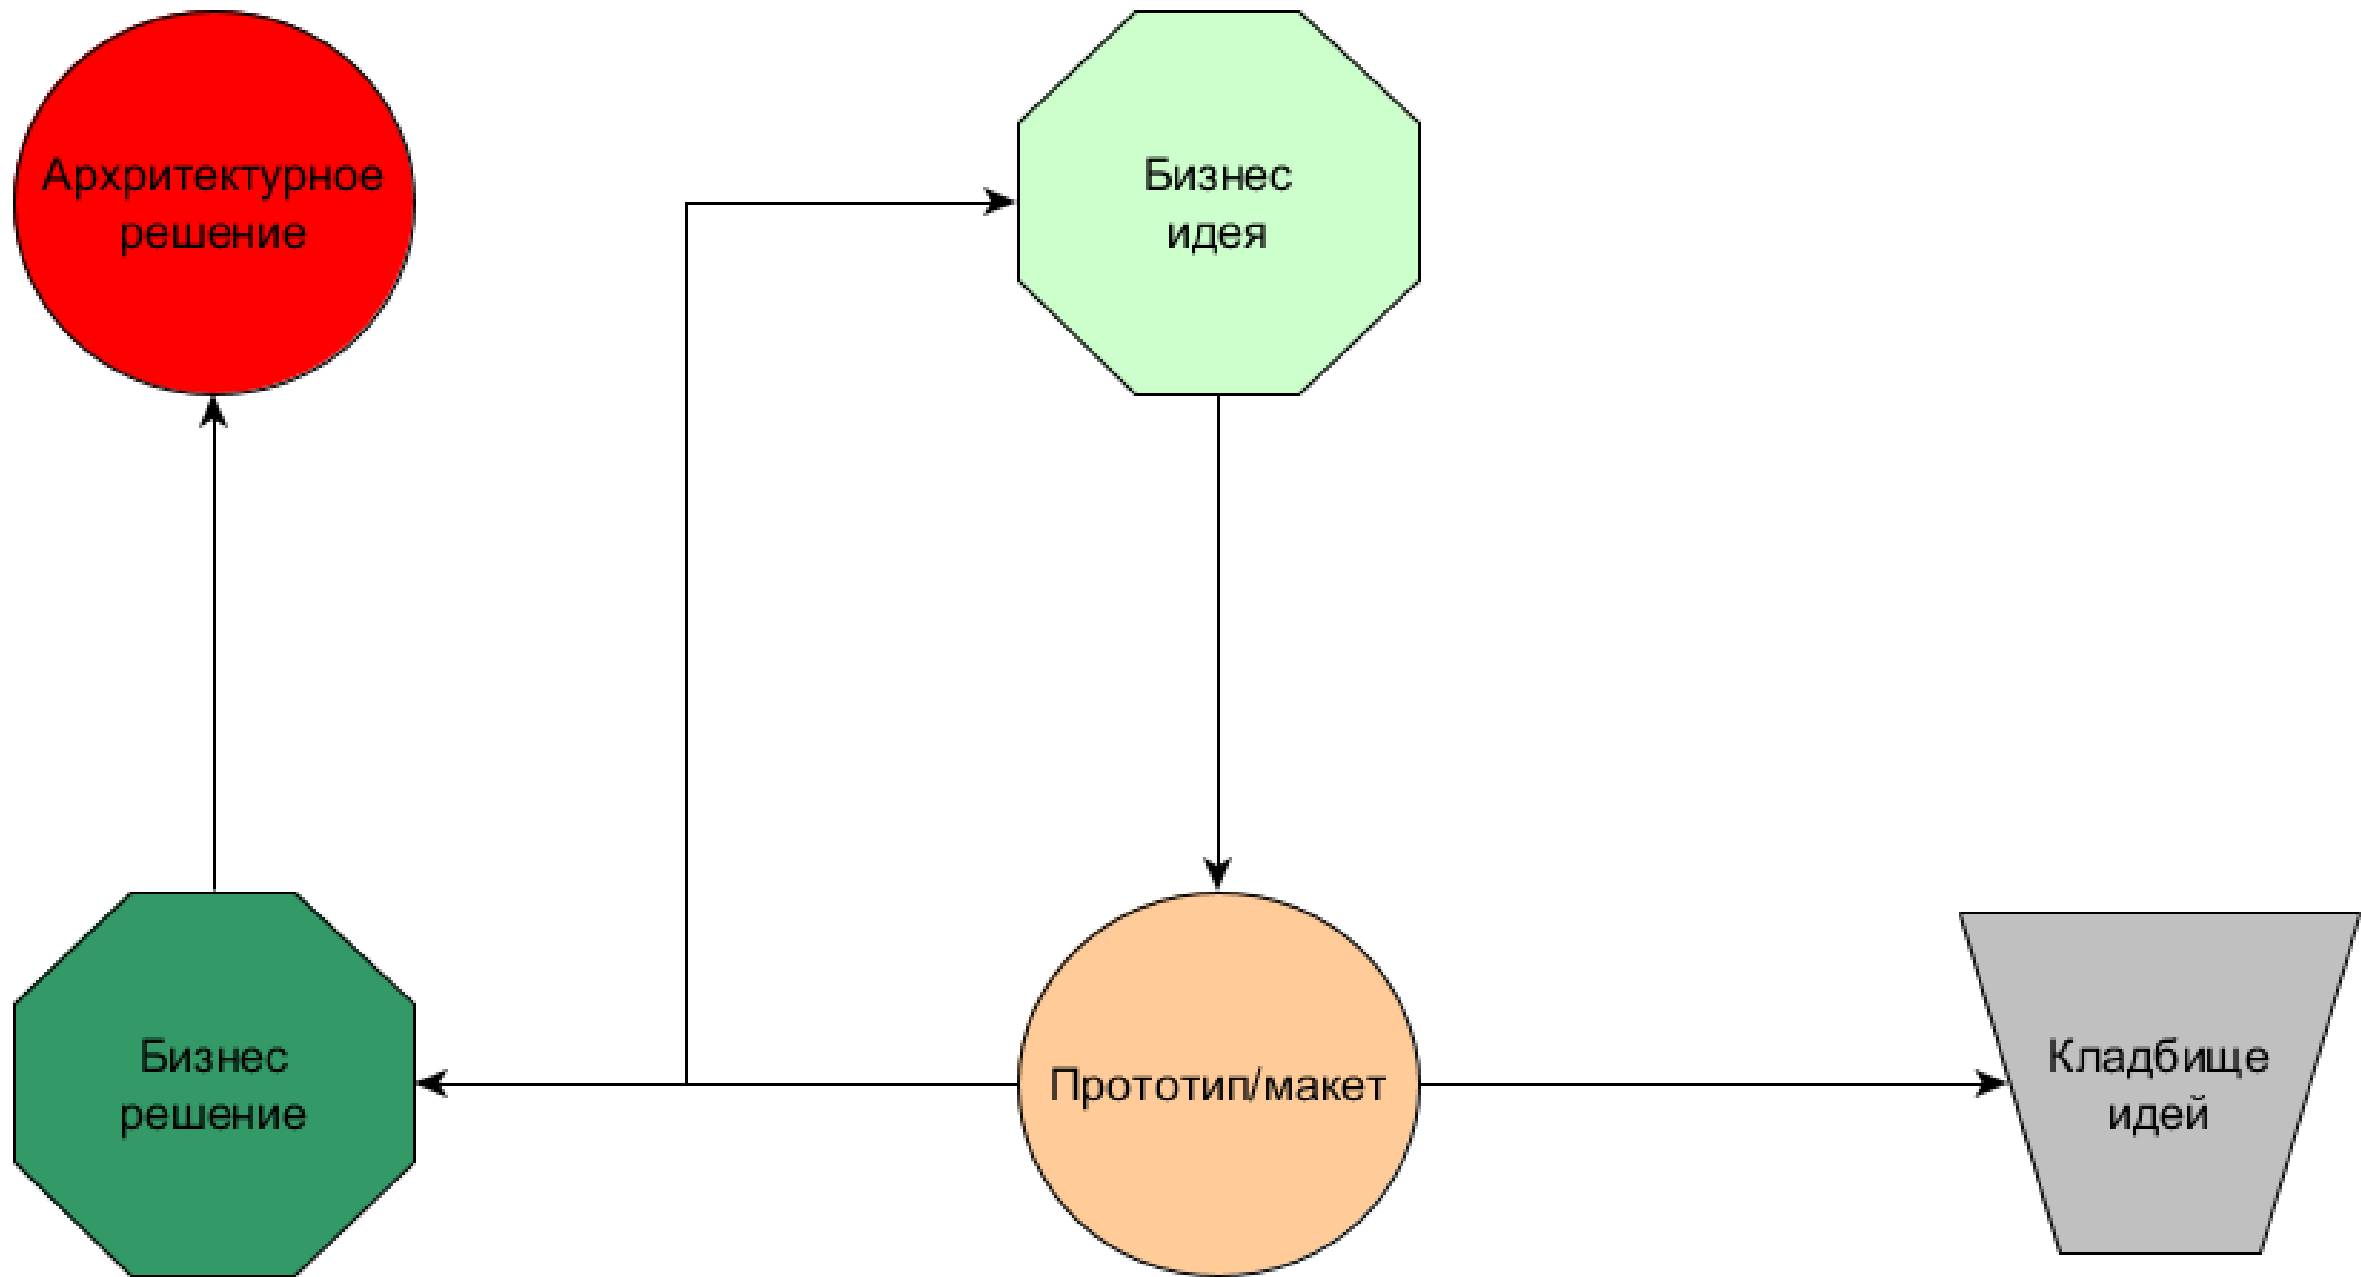 Архритектурное
решение
Бизнес
идея
Бизнес
решение
Прототип/макет
Кладбище
идей